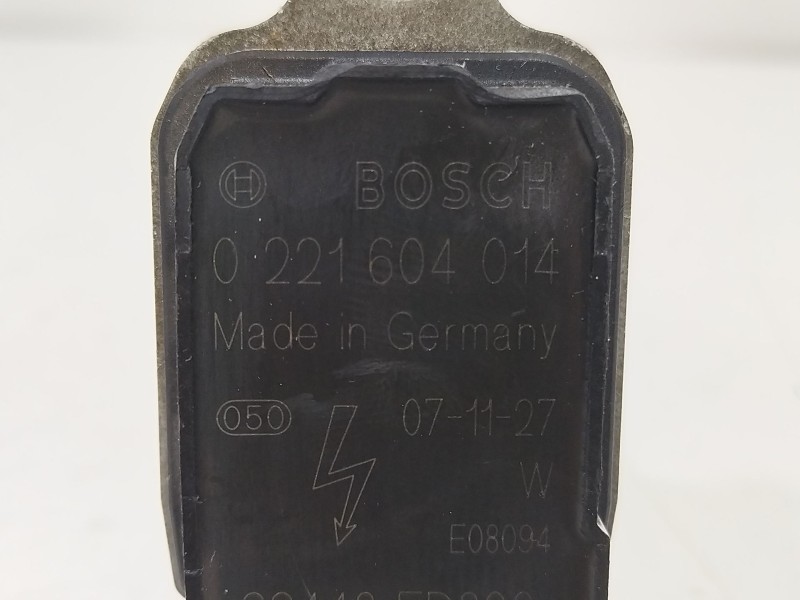 BOSCH
0 221 604 014
Made in Germany
050 07-11-27
W
E08094